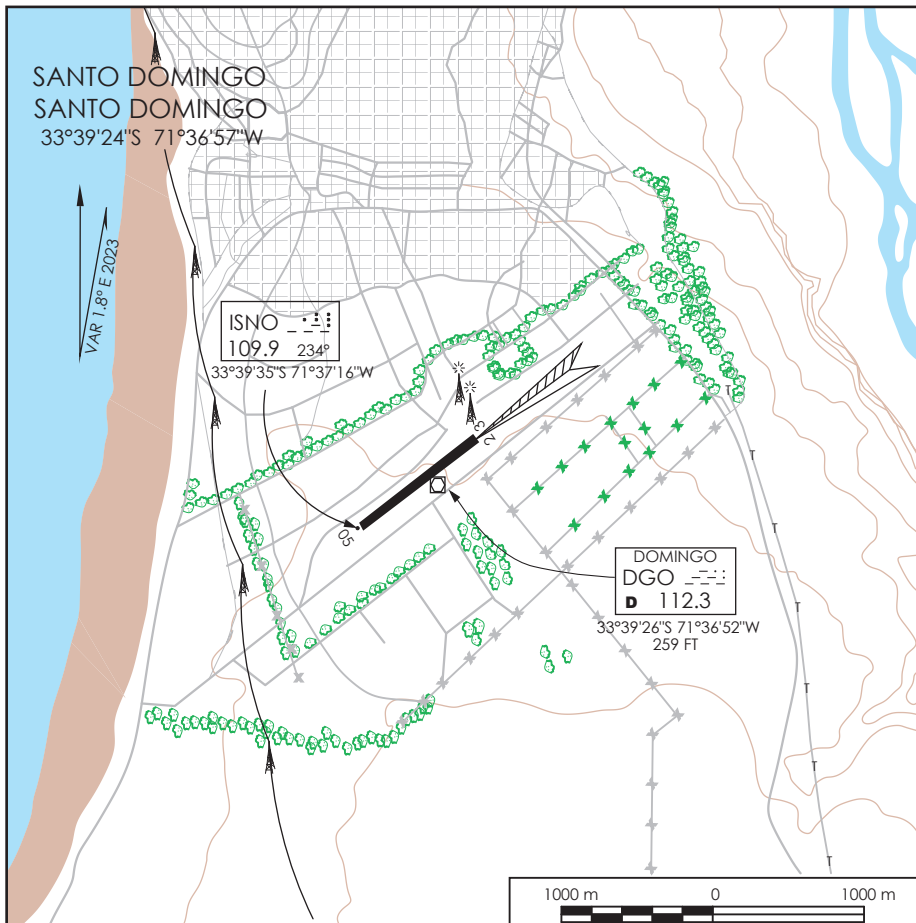 SANTO DOMINGO
SANTO DOMINGO
33°39'24"S 71°36'57"W
VAR 1.8° E 2023
ISNO
109.9 234°
33°39'35"S 71°37'16"W
23
05
DOMINGO
DGO
D 112.3
33°39'26"S 71°36'52"W
259 FT
T
T
T
T
T
T
1000 m 0 1000 m